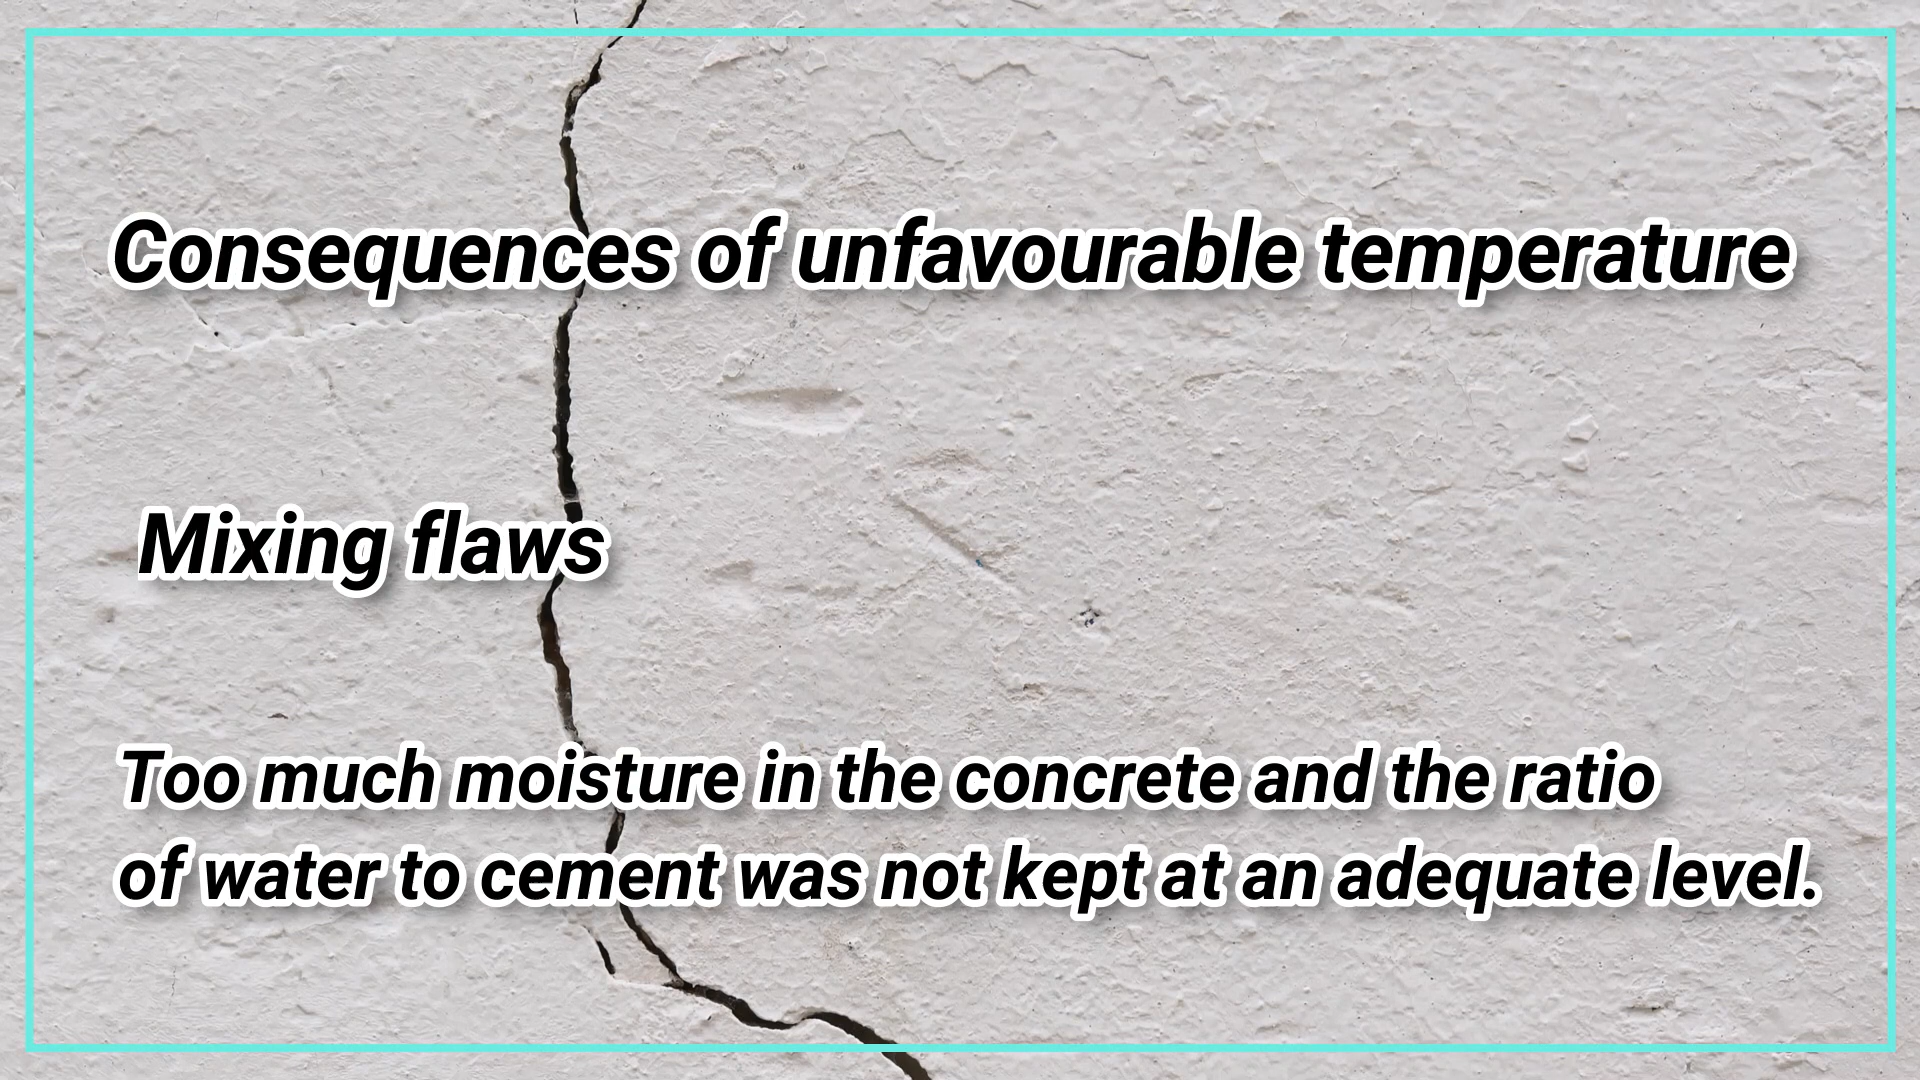 Consequences of unfavourable temperature
Mixing flaws
Too much moisture in the concrete and the ratio
of water to cement was not kept at an adequate level.